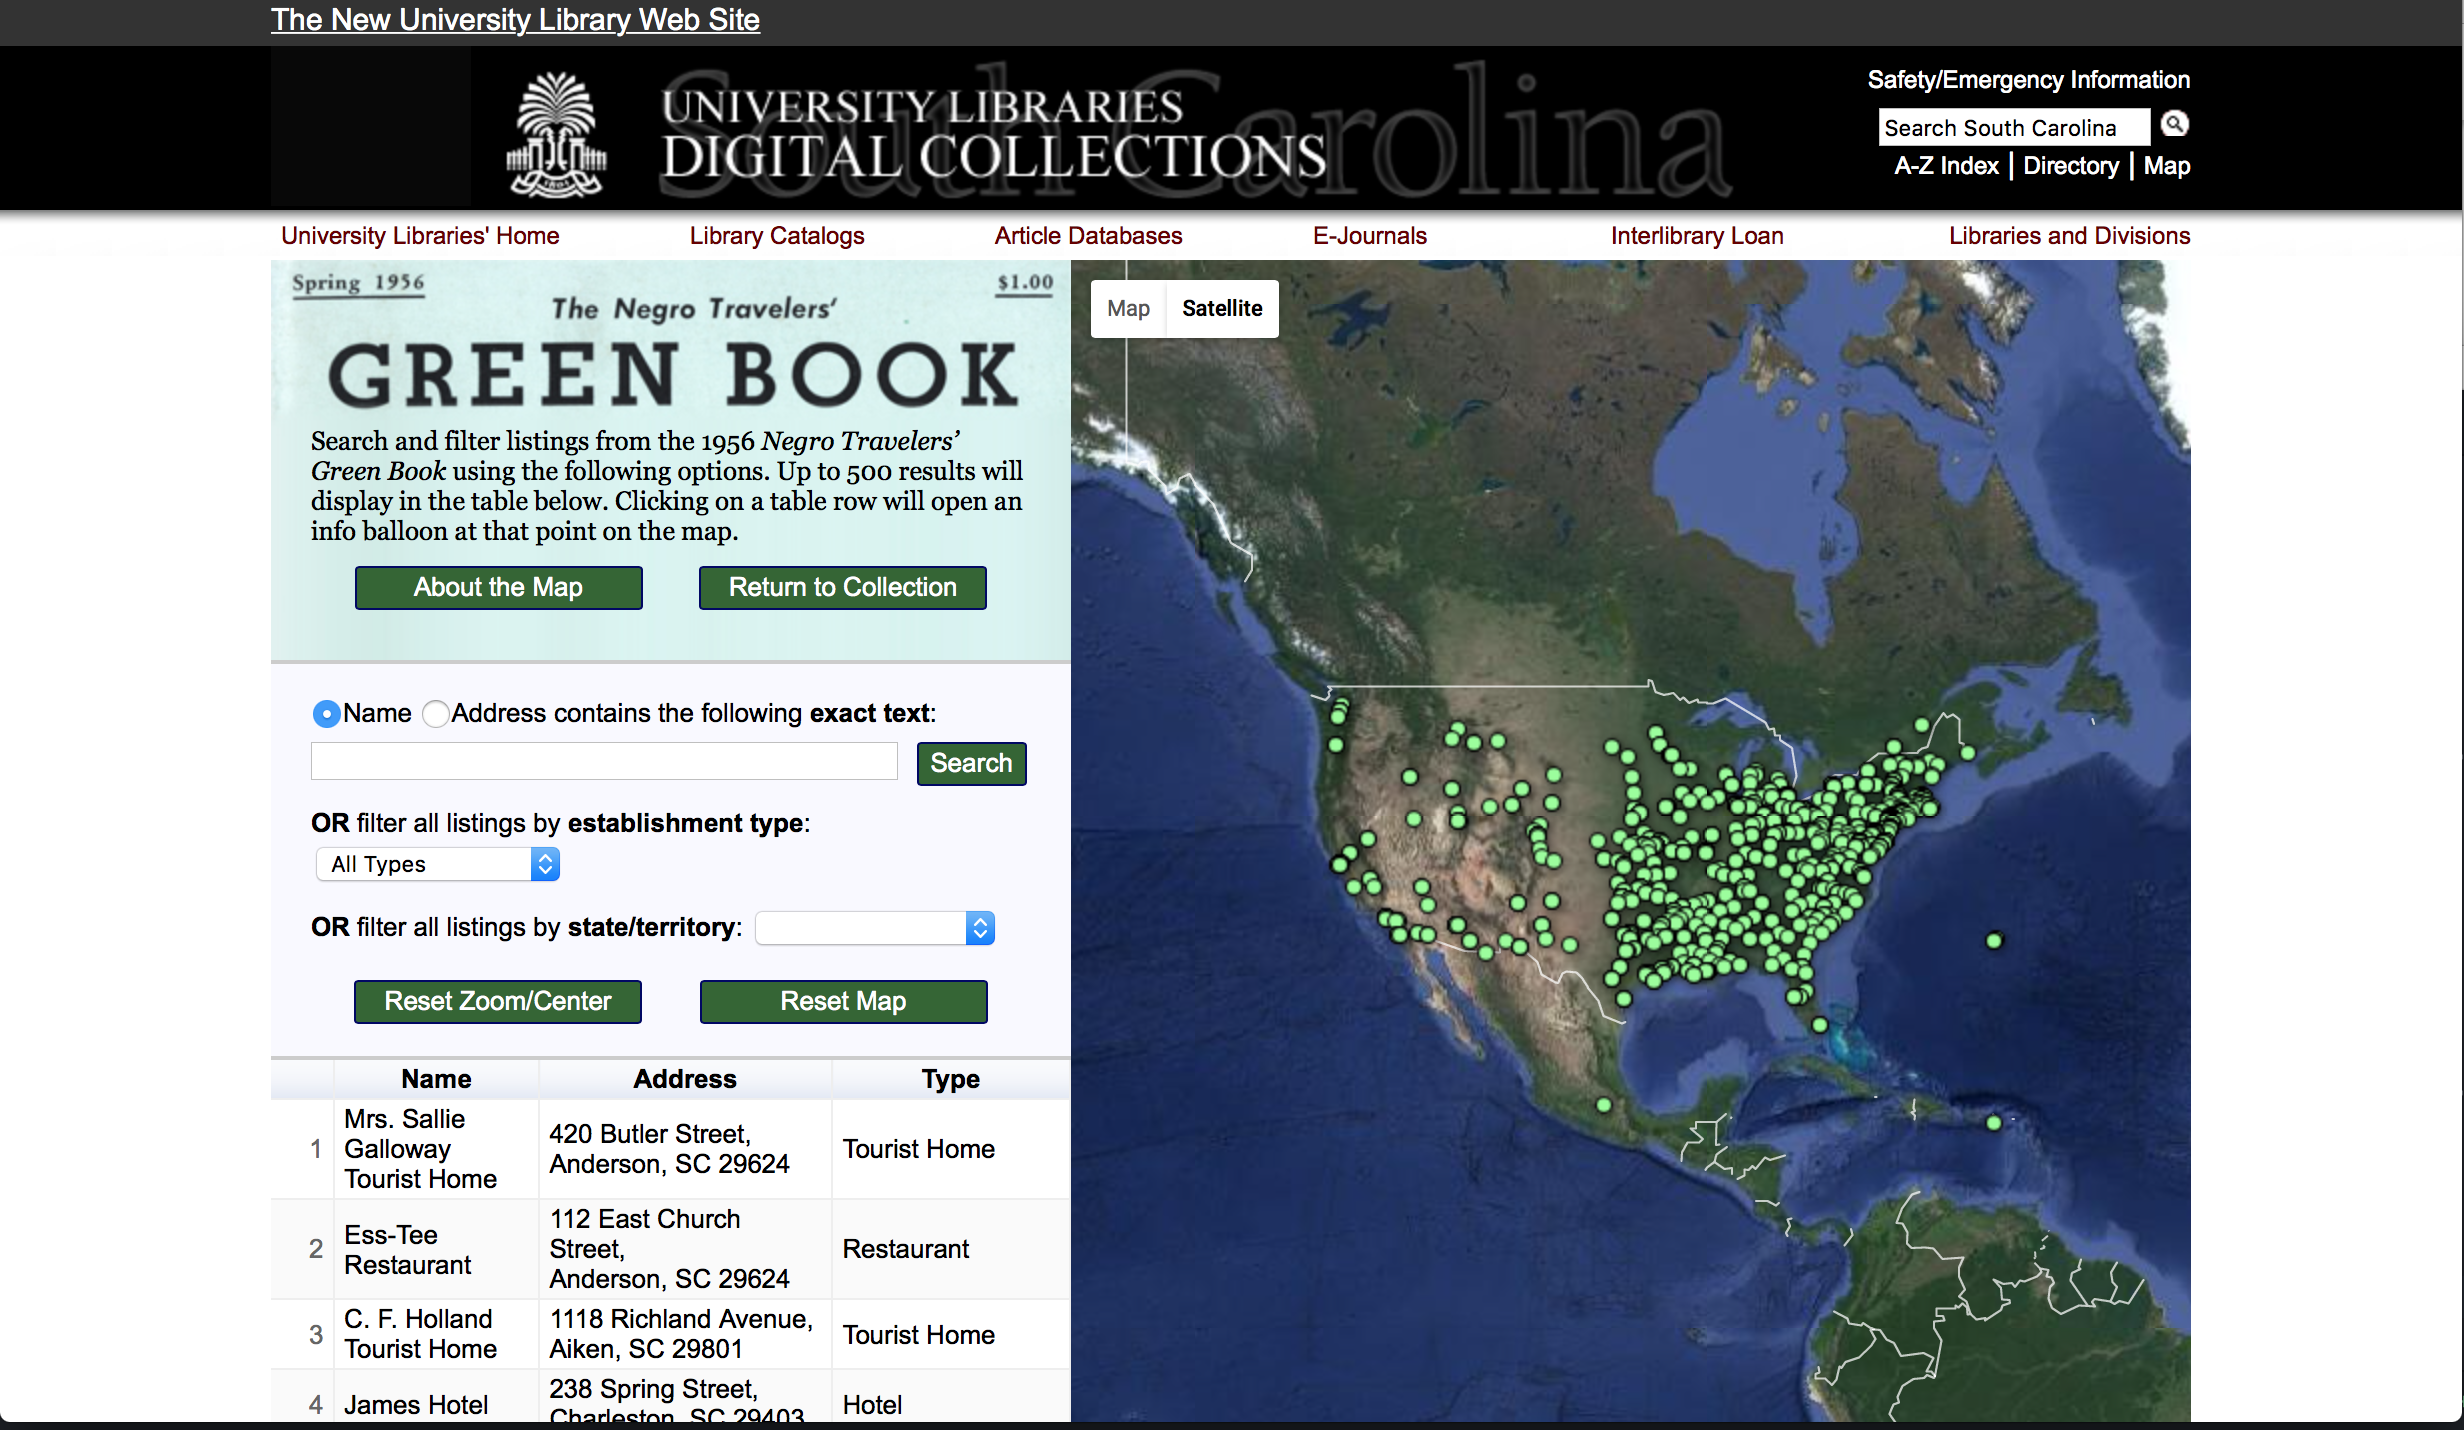 The New University Library Web Site
South Carolina
UNIVERSITY LIBRARIES
DIGITAL COLLECTIONS
Safety/Emergency Information
Search South Carolina
A-Z Index | Directory | Map
University Libraries' Home
Library Catalogs
Article Databases
E-Journals
Interlibrary Loan
Libraries and Divisions
Spring 1956
$1.00
The Negro Travelers'
GREEN BOOK
Search and filter listings from the 1956 Negro Travelers’
Green Book using the following options. Up to 500 results will
display in the table below. Clicking on a table row will open an
info balloon at that point on the map.
About the Map
Return to Collection
Map
Satellite
Name Address contains the following exact text:
Search
OR filter all listings by establishment type:
All Types
OR filter all listings by state/territory:
Reset Zoom/Center
Reset Map
Name Address Type
1
Mrs. Sallie
Galloway
Tourist Home
420 Butler Street,
Anderson, SC 29624
Tourist Home
2
Ess-Tee
Restaurant
112 East Church
Street,
Anderson, SC 29624
Restaurant
3
C. F. Holland
Tourist Home
1118 Richland Avenue,
Aiken, SC 29801
Tourist Home
4
James Hotel
238 Spring Street,
Charleston, SC 29403
Hotel